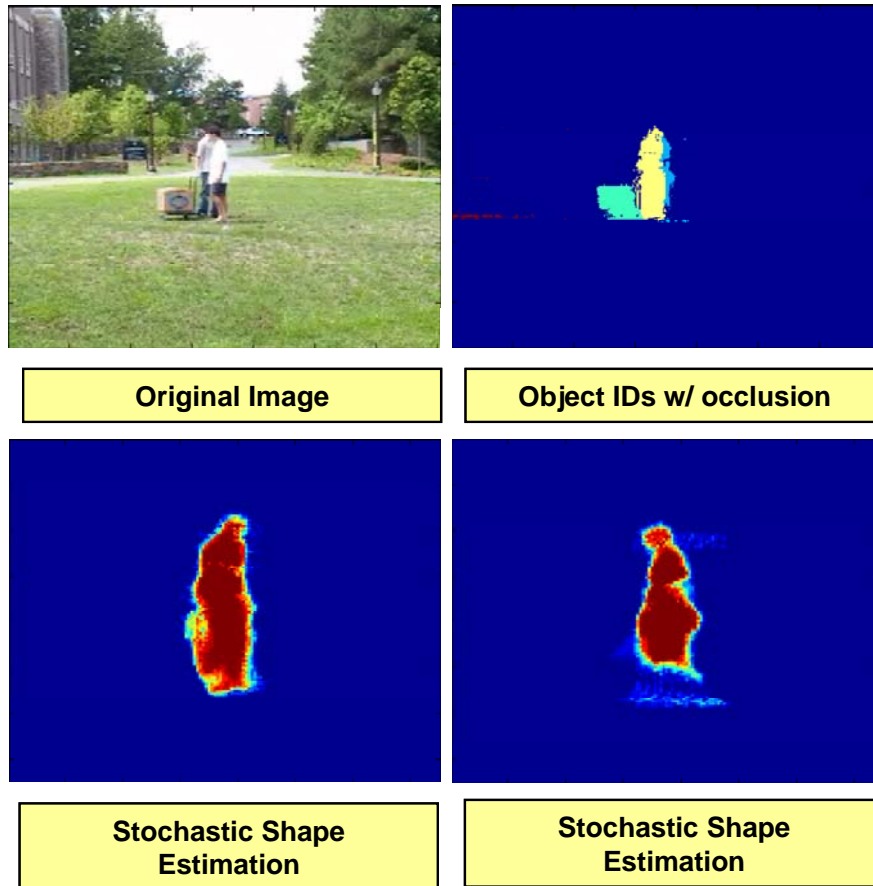 Original Image
Object IDs w/ occlusion
Stochastic Shape
Estimation
Stochastic Shape
Estimation